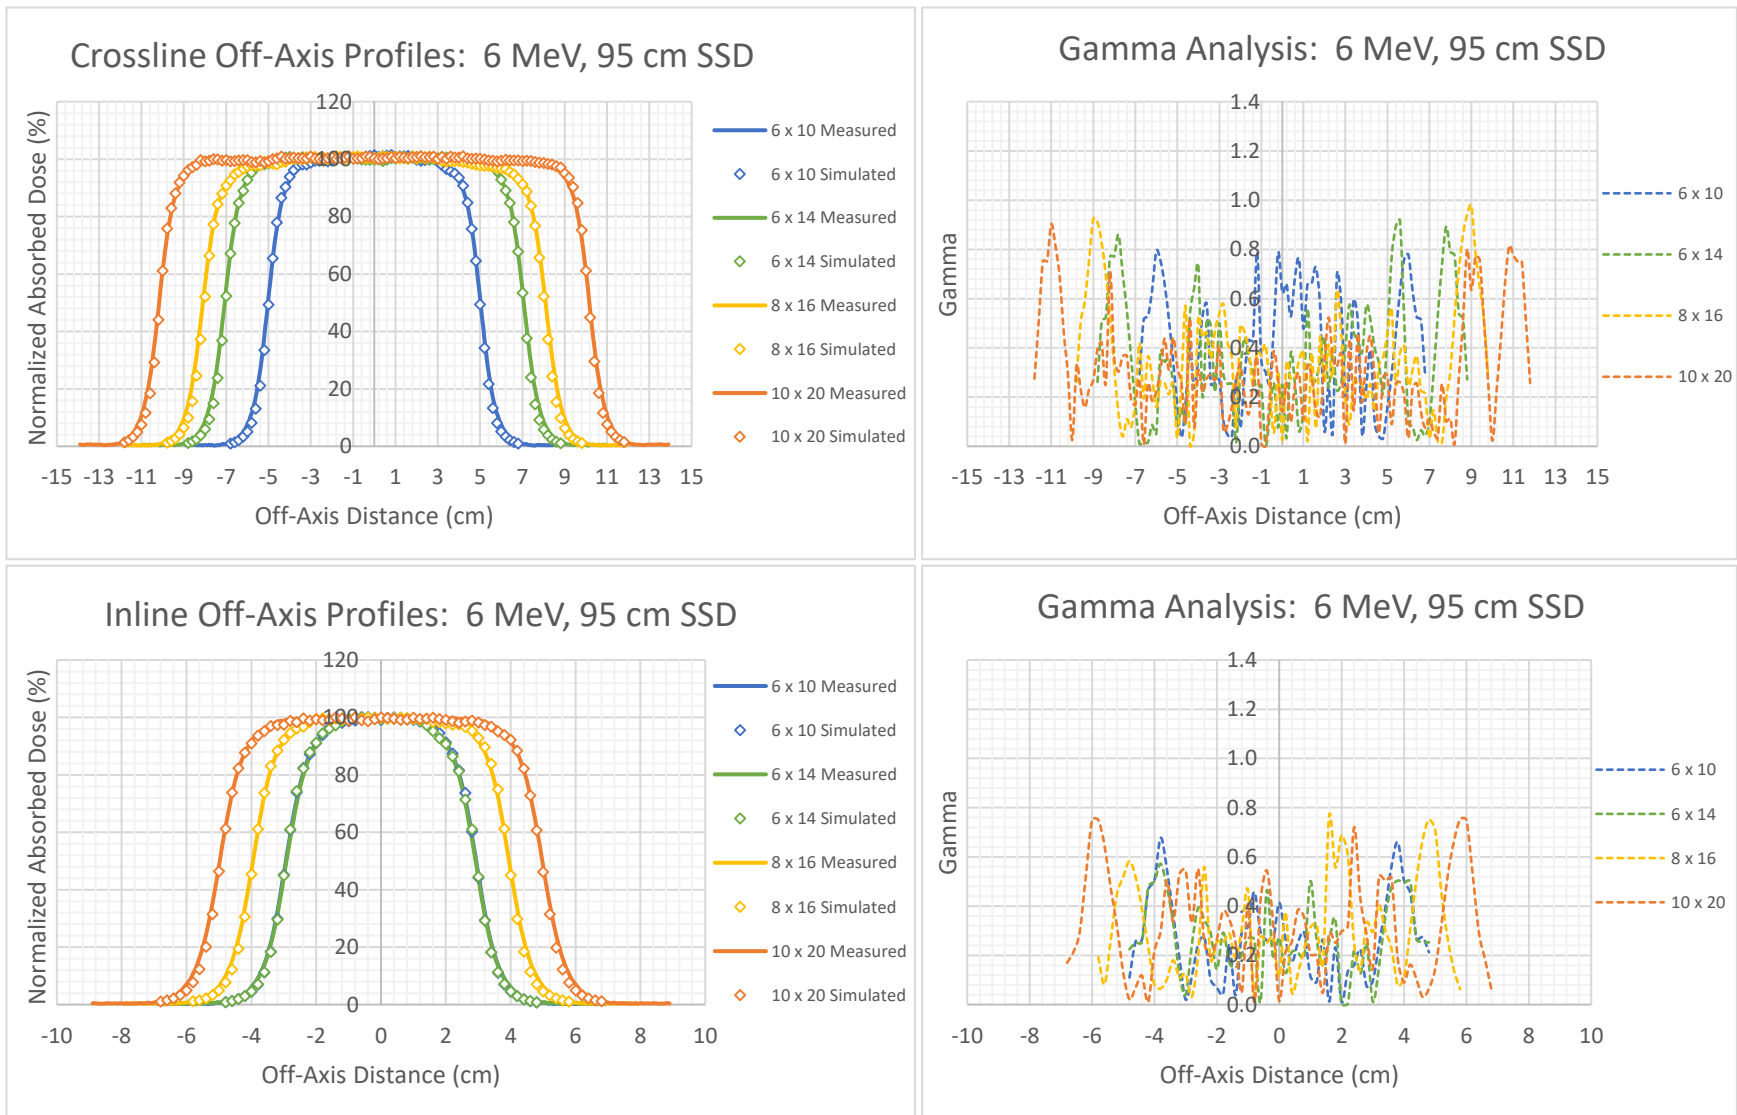 Crossline Off-Axis Profiles: 6 MeV, 95 cm SSD
Normalized Absorbed Dose (%)
120
100
80
60
40
20
0
-15 -13 -11 -9 -7 -5 -3 -1 1 3 5 7 9 11 13 15
Off-Axis Distance (cm)
6 x 10 Measured
6 x 10 Simulated
6 x 14 Measured
6 x 14 Simulated
8 x 16 Measured
8 x 16 Simulated
10 x 20 Measured
10 x 20 Simulated
Gamma Analysis: 6 MeV, 95 cm SSD
Gamma
1.4
1.2
1.0
0.8
0.6
0.4
0.2
0.0
-15 -13 -11 -9 -7 -5 -3 -1 1 3 5 7 9 11 13 15
Off-Axis Distance (cm)
6 x 10
6 x 14
8 x 16
10 x 20
Inline Off-Axis Profiles: 6 MeV, 95 cm SSD
Normalized Absorbed Dose (%)
120
100
80
60
40
20
0
-10 -8 -6 -4 -2 0 2 4 6 8 10
Off-Axis Distance (cm)
6 x 10 Measured
6 x 10 Simulated
6 x 14 Measured
6 x 14 Simulated
8 x 16 Measured
8 x 16 Simulated
10 x 20 Measured
10 x 20 Simulated
Gamma Analysis: 6 MeV, 95 cm SSD
Gamma
1.4
1.2
1.0
0.8
0.6
0.4
0.2
0.0
-10 -8 -6 -4 -2 0 2 4 6 8 10
Off-Axis Distance (cm)
6 x 10
6 x 14
8 x 16
10 x 20